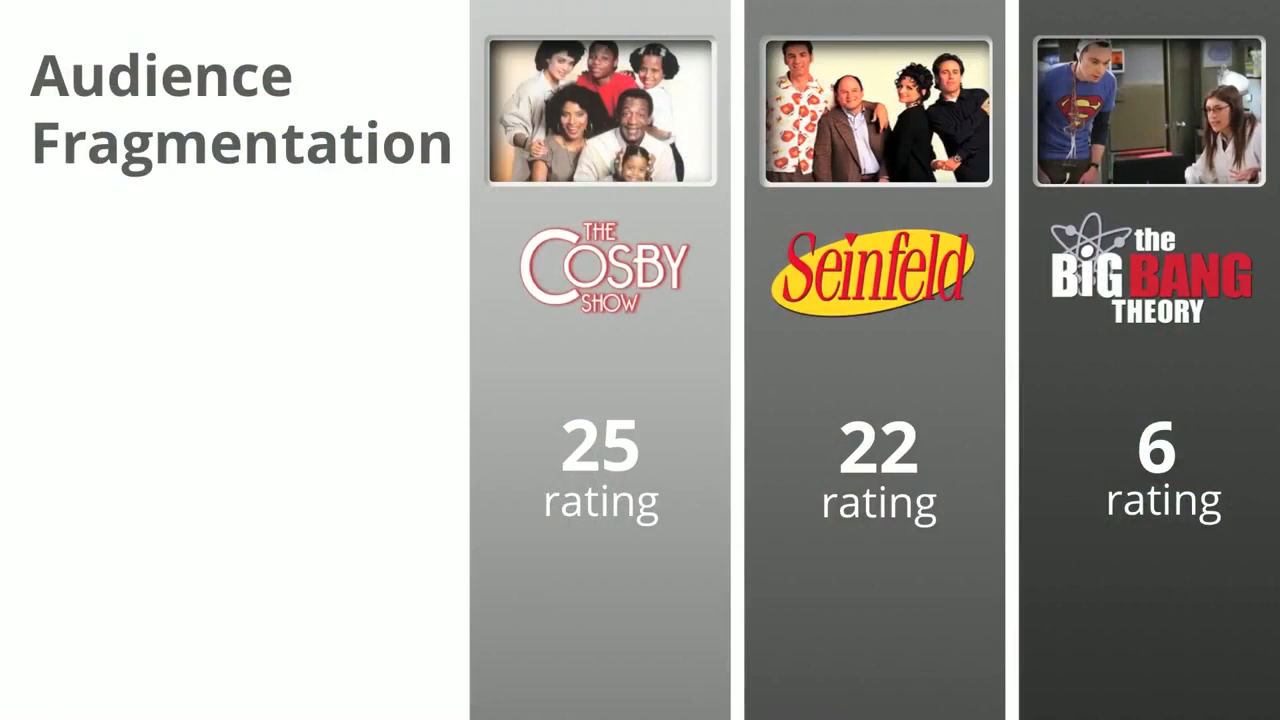 Audience
Fragmentation
THE
COSBY
SHOW
25
rating
Seinfeld
22
rating
the
BIG BANG
THEORY
6
rating